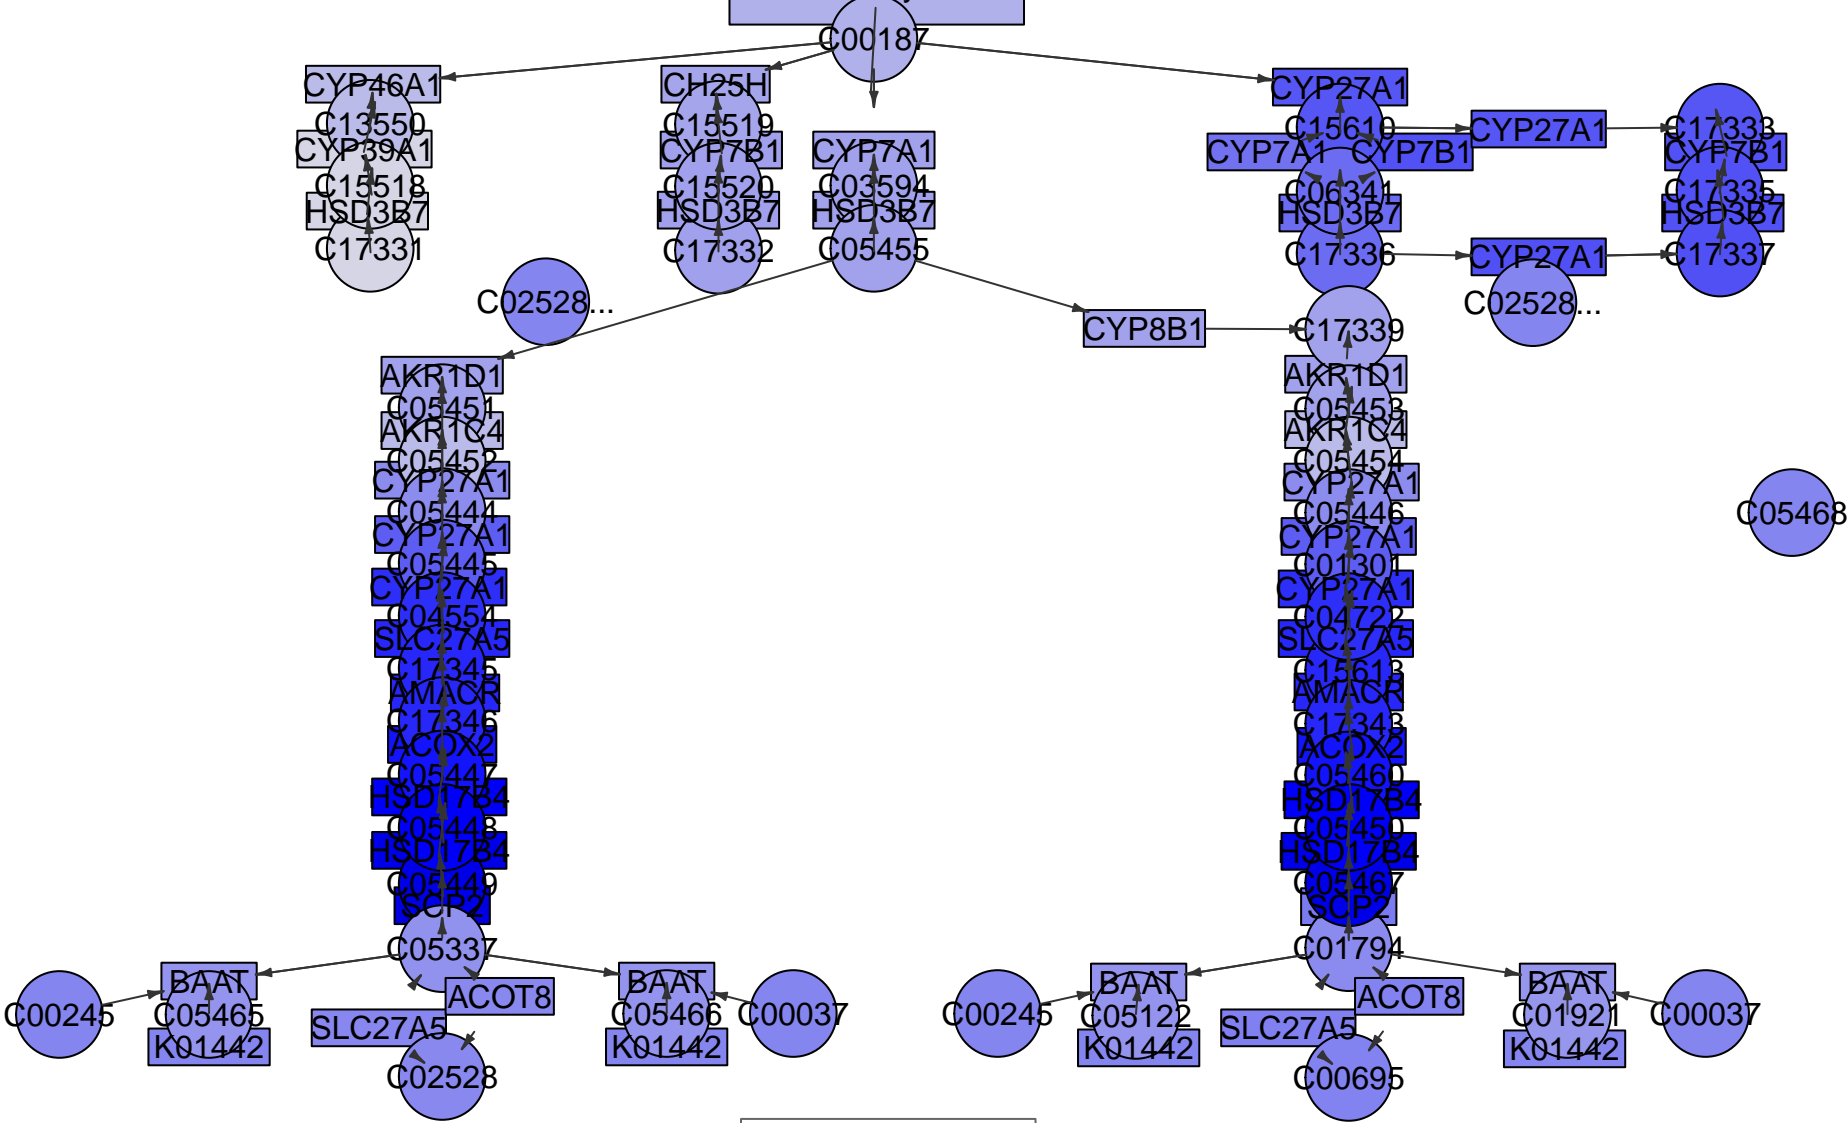 C00187
CYP46A1
CH25H
CYP27A1
C13550
C15519
C15610
CYP27A1
C17333
CYP39A1
CYP7B1
CYP7A1
CYP7A1
CYP7B1
CYP7B1
C15518
C15520
C03594
C06341
C17335
HSD3B7
HSD3B7
HSD3B7
HSD3B7
HSD3B7
C17331
C17332
C05455
C17336
CYP27A1
C17337
C02528...
C02528...
CYP8B1
C17339
AKR1D1
AKR1D1
C05451
C05453
AKR1C4
AKR1C4
C05452
C05454
CYP27A1
CYP27A1
C05444
C05446
C05468
CYP27A1
CYP27A1
C05445
C01301
CYP27A1
CYP27A1
C04554
C04722
SLC27A5
SLC27A5
C17345
C15613
AMACR
AMACR
C17346
C17343
ACOX2
ACOX2
C05447
C05460
HSD17B4
HSD17B4
C05448
C05450
HSD17B4
HSD17B4
C05449
C05467
SCP2
SCP2
C05337
C01794
BAAT
BAAT
BAAT
BAAT
ACOT8
ACOT8
C00245
C05465
C05466
C00037
C00245
C05122
C01921
C00037
SLC27A5
SLC27A5
K01442
K01442
K01442
K01442
C02528
C00695